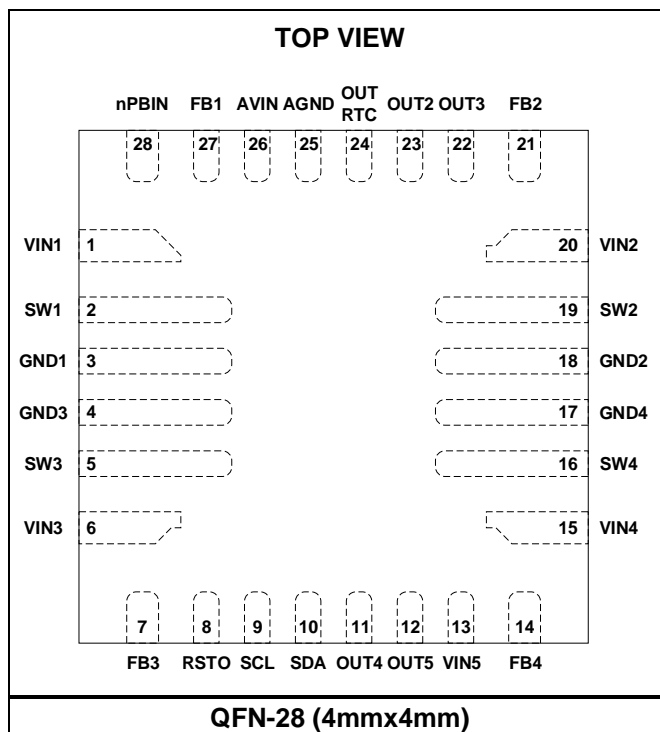 TOP VIEW
nPBIN FB1 AVIN AGND OUT RTC OUT2 OUT3 FB2
28 27 26 25 24 23 22 21
VIN1 1 20 VIN2
SW1 2 19 SW2
GND1 3 18 GND2
GND3 4 17 GND4
SW3 5 16 SW4
VIN3 6 15 VIN4
7 8 9 10 11 12 13 14
FB3 RSTO SCL SDA OUT4 OUT5 VIN5 FB4
QFN-28 (4mmx4mm)